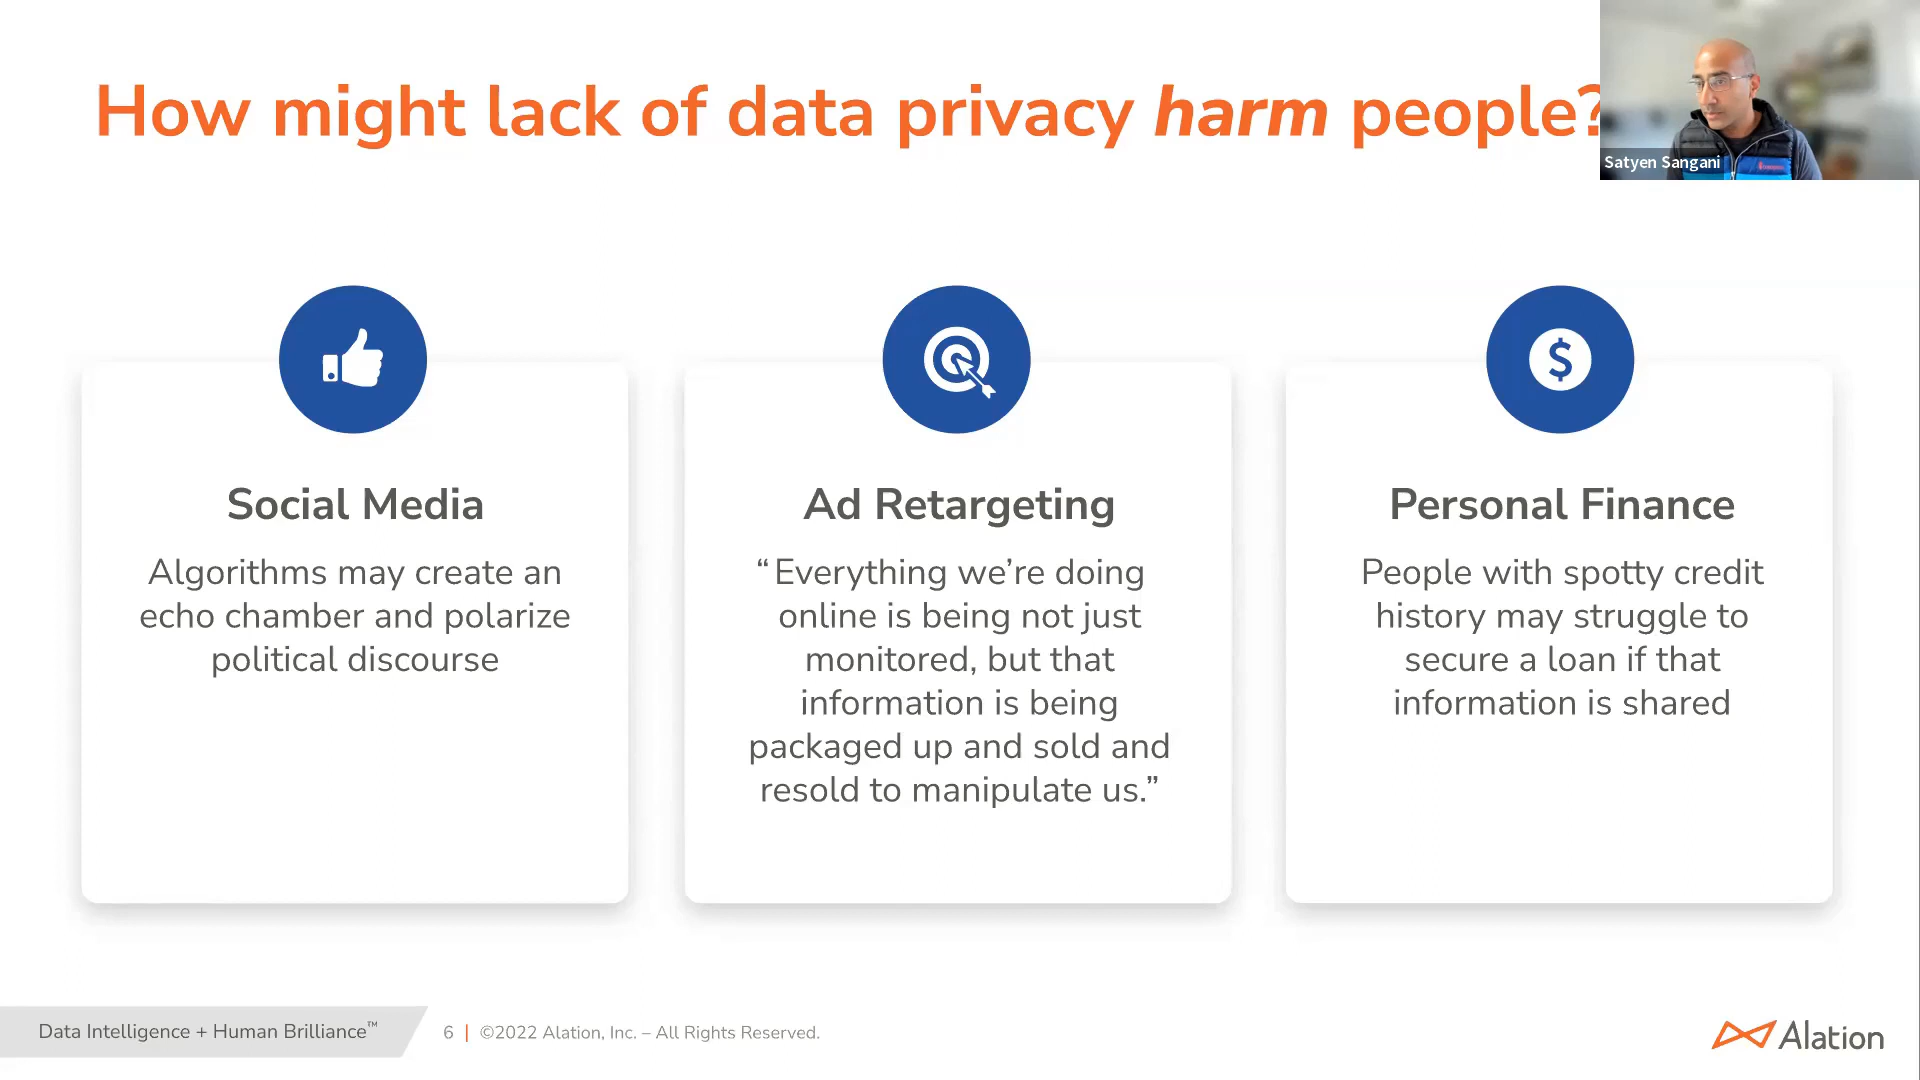 How might lack of data privacy harm people?
Satyen Sangani
Social Media
Algorithms may create an
echo chamber and polarize
political discourse
Ad Retargeting
“Everything we’re doing
online is being not just
monitored, but that
information is being
packaged up and sold and
resold to manipulate us.”
Personal Finance
People with spotty credit
history may struggle to
secure a loan if that
information is shared
Data Intelligence + Human Brilliance™
6 | ©2022 Alation, Inc. – All Rights Reserved.
Alation